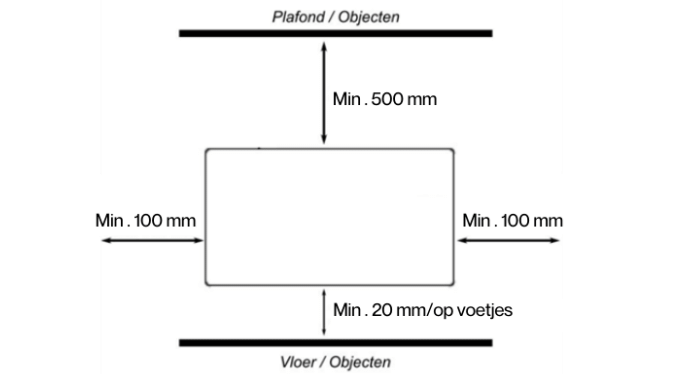 Plafond / Objecten
Min. 500 mm
Min. 100 mm
Min. 100 mm
Min. 20 mm/op voetjes
Vloer / Objecten